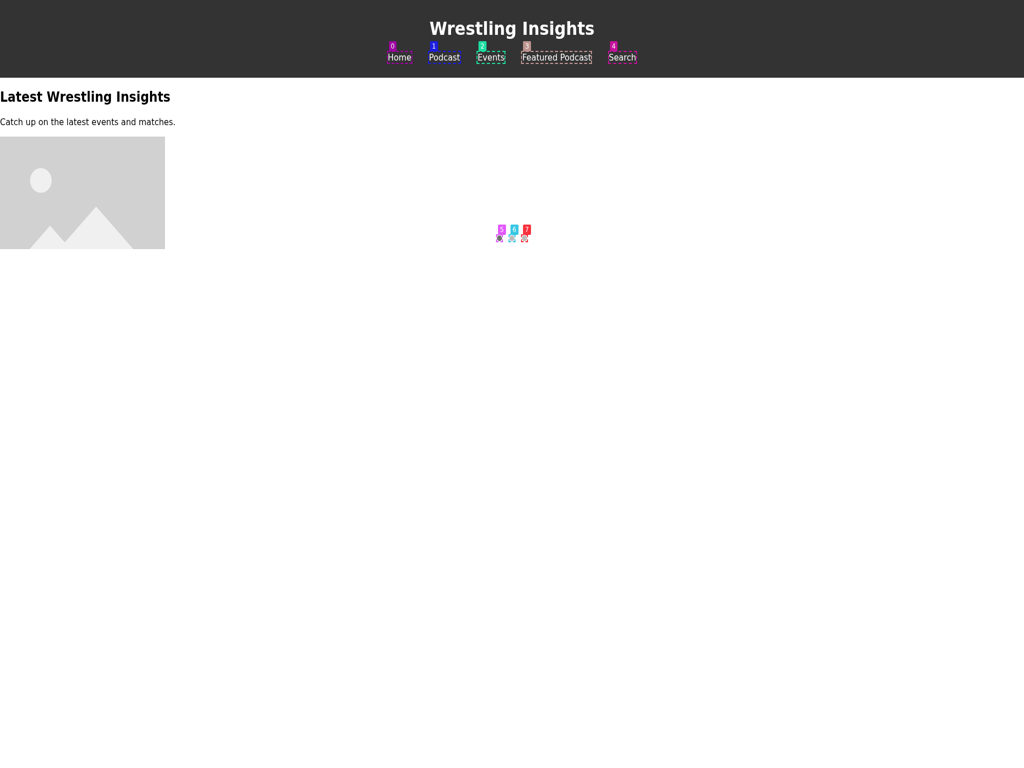 Wrestling Insights
0 1 2 3 4
Home Podcast Events Featured Podcast Search
Latest Wrestling Insights
Catch up on the latest events and matches.
5 6 7